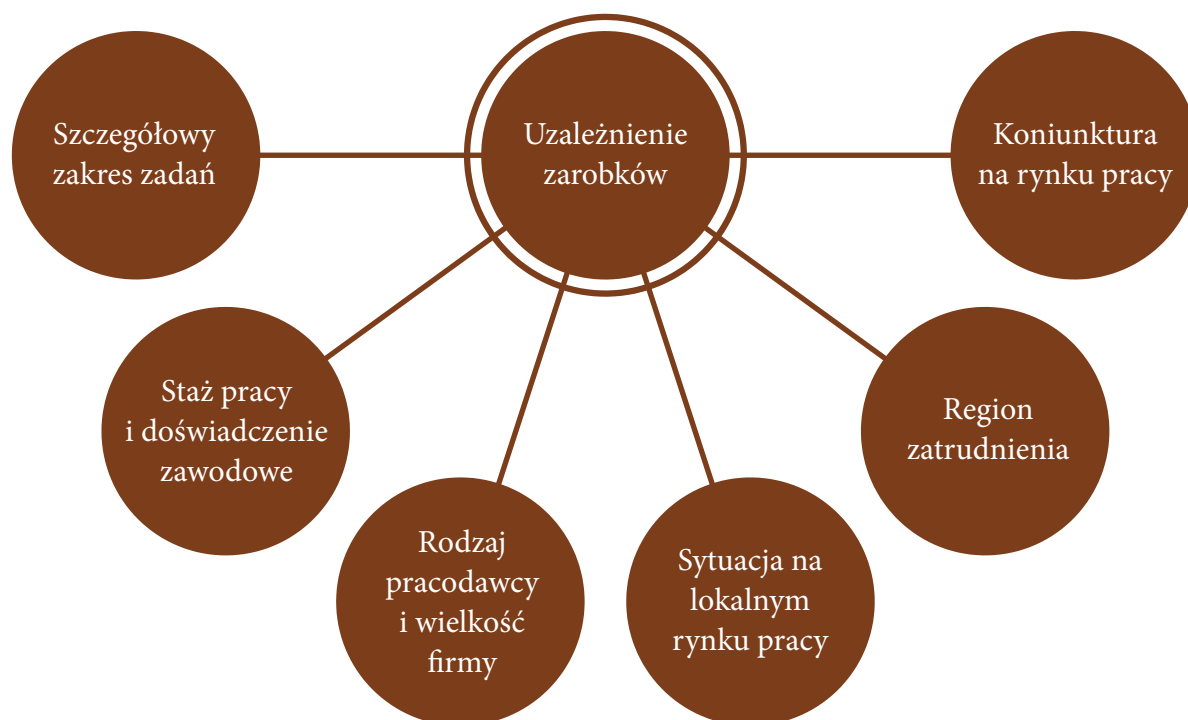 Szczegółowy
zakres zadań
Uzależnienie
zarobków
Koniunktura
na rynku pracy
Staż pracy
i doświadczenie
zawodowe
Region
zatrudnienia
Rodzaj
pracodawcy
i wielkość
firmy
Sytuacja na
lokalnym
rynku pracy